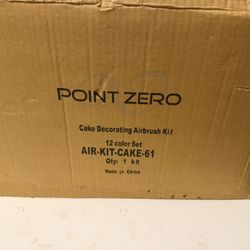 POINT ZERO
Cake Decorating Airbrush Kit
12 color Set
AIR-KIT-CAKE-61
Qty: 1 kit
Made in China